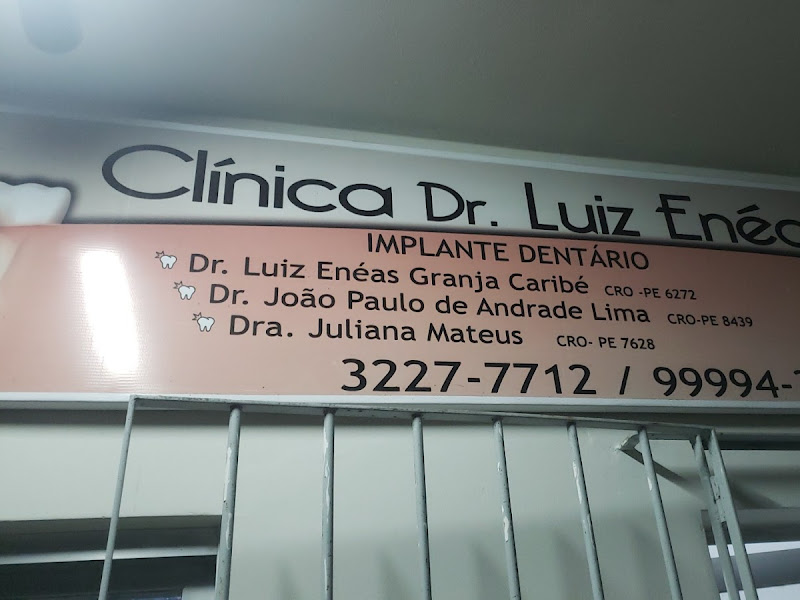 Clínica Dr. Luiz
IMPLANTE DENTÁRIO
Dr. Luiz Enéas Granja Caribé CRO -PE 6272
Dr. João Paulo de Andrade Lima CRO-PE 8439
Dra. Juliana Mateus CRO- PE 7628
3227-7712 / 99994-